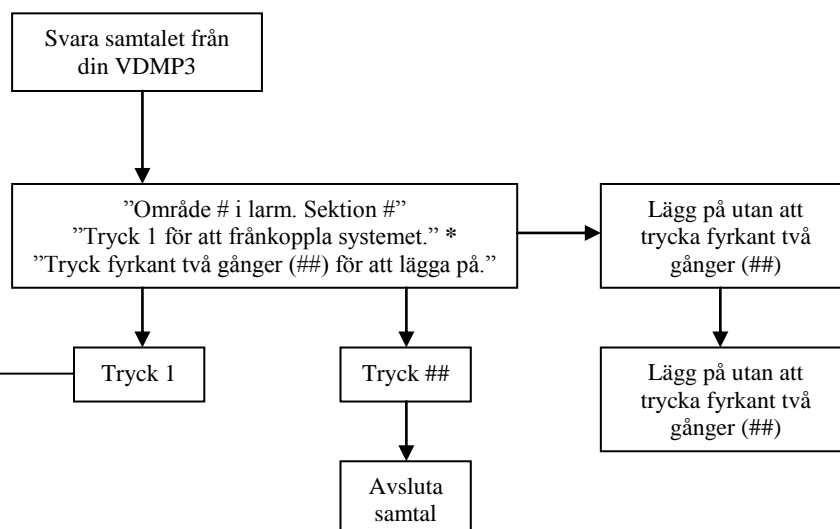 Svara samtalet från
din VDMP3
”Område # i larm. Sektion #”
”Tryck 1 för att frånkoppla systemet.” *
”Tryck fyrkant två gånger (##) för att lägga på.”
Lägg på utan att
trycka fyrkant två
gånger (##)
Tryck 1
Tryck ##
Lägg på utan att
trycka fyrkant två
gånger (##)
Avsluta
samtal